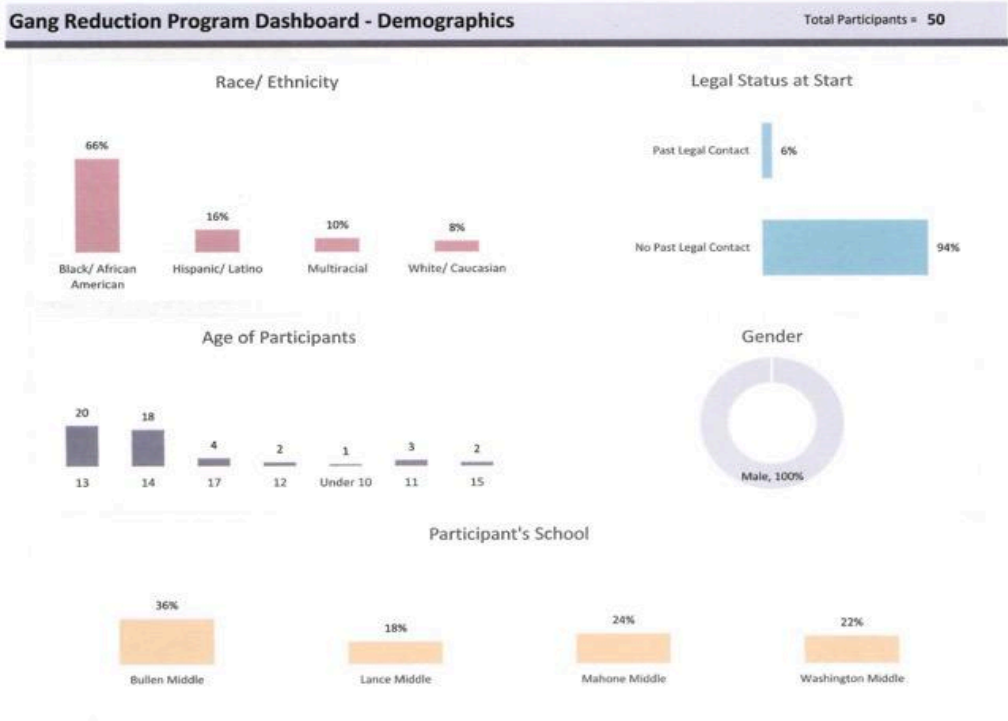 Gang Reduction Program Dashboard - Demographics
Total Participants = 50
Race/ Ethnicity
66%
16%
10%
8%
Black/ African
American
Hispanic/ Latino
Multiracial
White/ Caucasian
Legal Status at Start
Past Legal Contact
6%
No Past Legal Contact
94%
Age of Participants
20
18
4
2
1
3
2
13
14
17
12
Under 10
11
15
Gender
Male, 100%
Participant's School
36%
18%
24%
22%
Bullen Middle
Lance Middle
Mahone Middle
Washington Middle